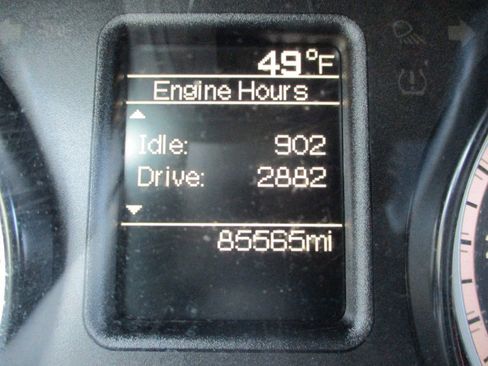 49°F
Engine Hours
Idle: 902
Drive: 2882
85565mi